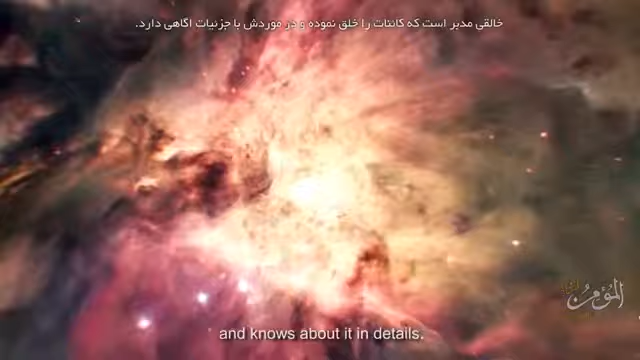 خالقی مدبر است که کائنات را خلق نموده و در موردش با جزئیات اگاهی دارد.
المؤمن
and knows about it in details.